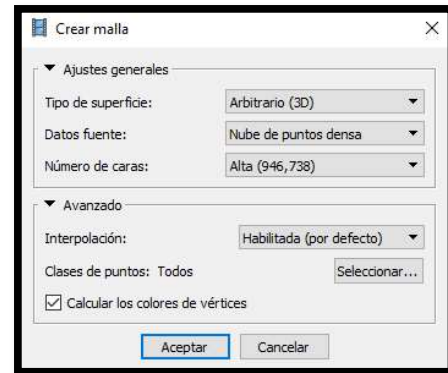 Crear malla
Ajustes generales
Tipo de superficie: Arbitrario (3D)
Datos fuente: Nube de puntos densa
Número de caras: Alta (946,738)
Avanzado
Interpolación: Habilitada (por defecto)
Clases de puntos: Todos Seleccionar...
Calcular los colores de vértices
Aceptar Cancelar